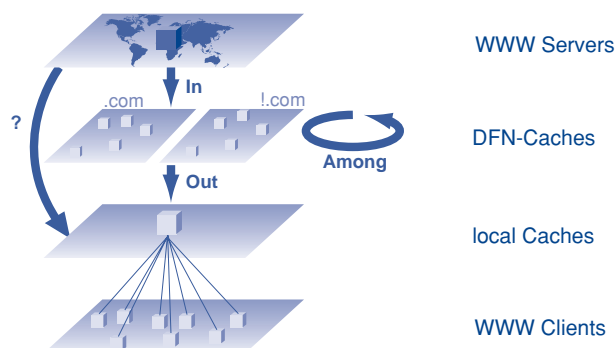 WWW Servers
In
.com
!.com
?
DFN-Caches
Among
Out
local Caches
WWW Clients